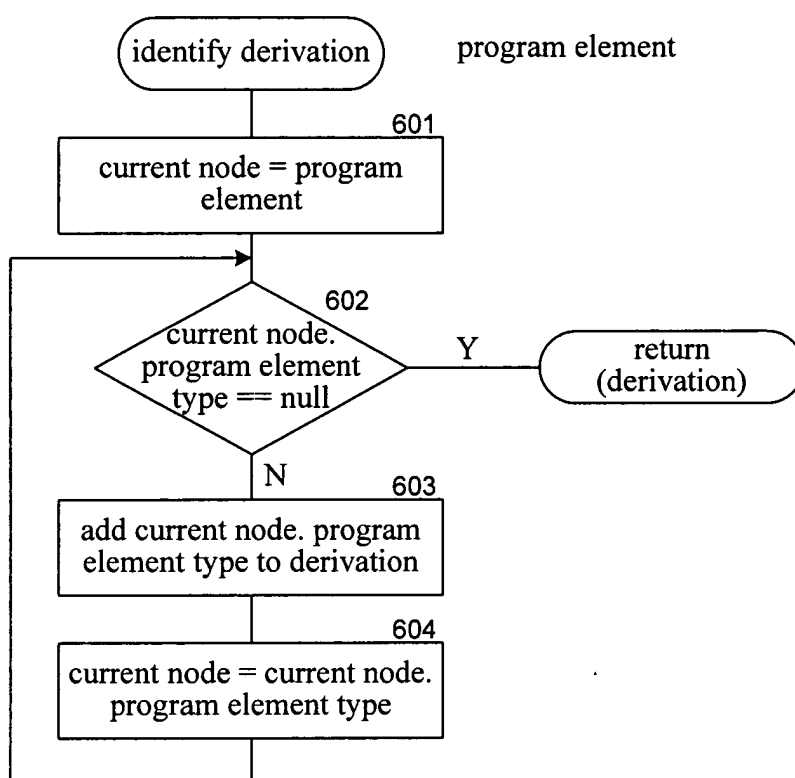 identify derivation
program element
601
current node = program
element
602
current node.
program element
type == null
Y
return
(derivation)
N
603
add current node. program
element type to derivation
604
current node = current node.
program element type